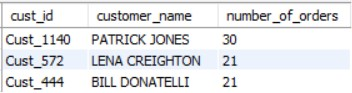 cust_id customer_name number_of_orders
Cust_1140 PATRICK JONES 30
Cust_572 LENA CREIGHTON 21
Cust_444 BILL DONATELLI 21